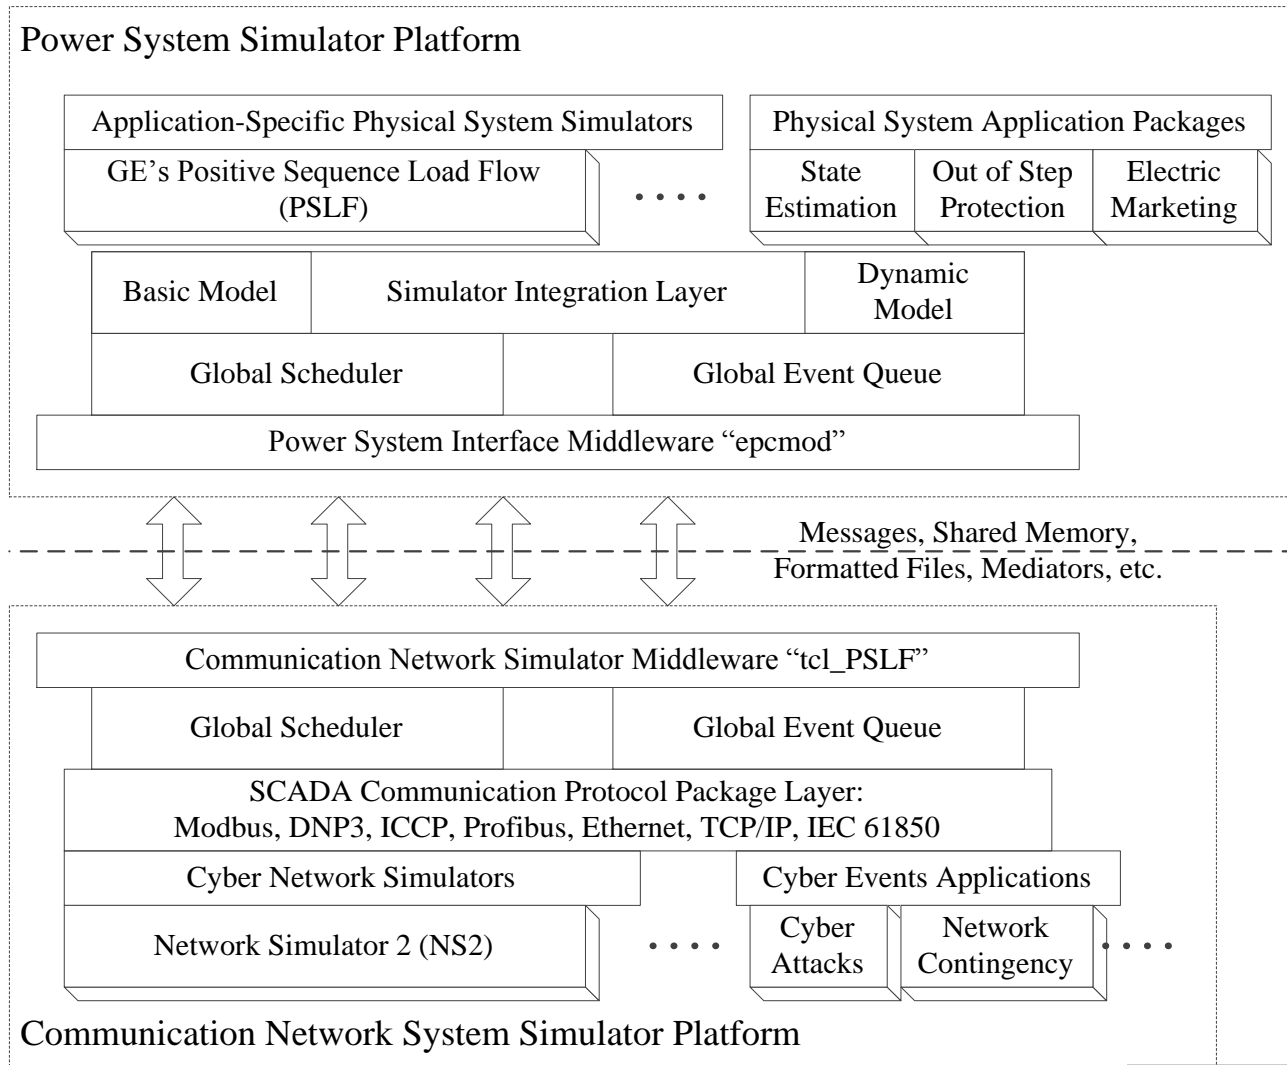 Power System Simulator Platform
Application-Specific Physical System Simulators
Physical System Application Packages
GE’s Positive Sequence Load Flow
(PSLF)
. . . .
State
Estimation
Out of Step
Protection
Electric
Marketing
Basic Model
Simulator Integration Layer
Dynamic
Model
Global Scheduler
Global Event Queue
Power System Interface Middleware “epcmod”
Messages, Shared Memory,
Formatted Files, Mediators, etc.
Communication Network Simulator Middleware “tcl_PSLF”
Global Scheduler
Global Event Queue
SCADA Communication Protocol Package Layer:
Modbus, DNP3, ICCP, Profibus, Ethernet, TCP/IP, IEC 61850
Cyber Network Simulators
Cyber Events Applications
Network Simulator 2 (NS2)
. . . .
Cyber
Attacks
Network
Contingency
. . . .
Communication Network System Simulator Platform